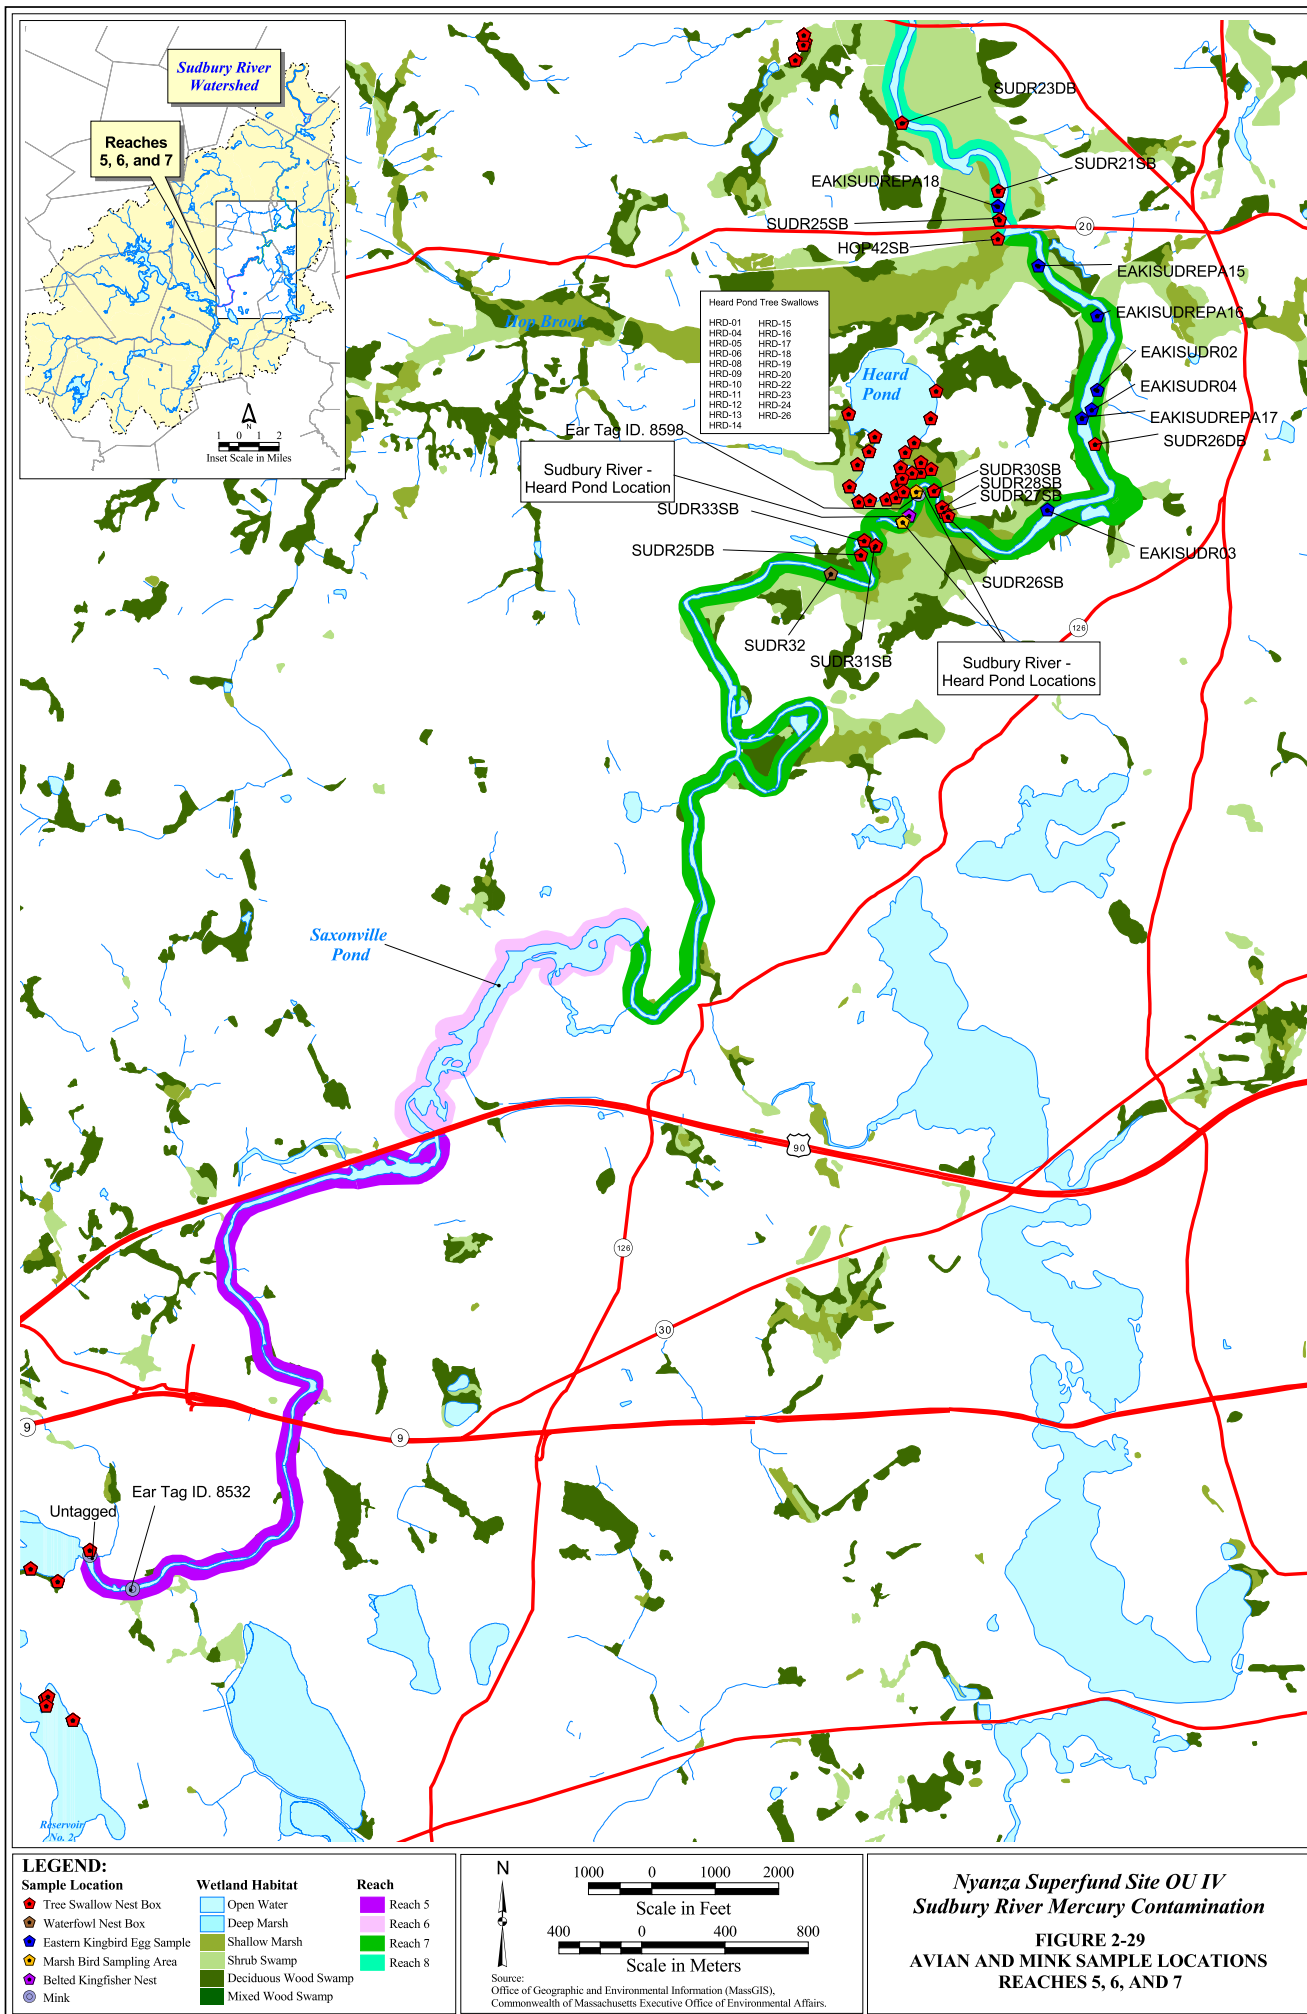 Sudbury River
Watershed
Reaches
5, 6, and 7
N
1 0 1 2
Inset Scale in Miles
SUDR23DB
SUDR21SB
EAKISUDREPA18
SUDR25SB
20
HOP42SB
EAKISUDREPA15
Heard Pond Tree Swallows
HRD-01 HRD-15
HRD-04 HRD-16
HRD-05 HRD-17
HRD-06 HRD-18
HRD-08 HRD-19
HRD-09 HRD-20
HRD-10 HRD-22
HRD-11 HRD-23
HRD-12 HRD-24
HRD-13 HRD-26
HRD-14
Hop Brook
EAKISUDREPA16
EAKISUDR02
Heard
Pond
EAKISUDR04
EAKISUDREPA17
Ear Tag ID. 8598
SUDR26DB
Sudbury River -
Heard Pond Location
SUDR30SB
SUDR28SB
SUDR27SB
SUDR33SB
SUDR25DB
EAKISUDR03
SUDR26SB
126
SUDR32
SUDR31SB
Sudbury River -
Heard Pond Locations
Saxonville
Pond
90
126
30
9
9
Ear Tag ID. 8532
Untagged
Reservoir
No. 2
LEGEND:
Sample Location
Tree Swallow Nest Box
Waterfowl Nest Box
Eastern Kingbird Egg Sample
Marsh Bird Sampling Area
Belted Kingfisher Nest
Mink
Wetland Habitat
Open Water
Deep Marsh
Shallow Marsh
Shrub Swamp
Deciduous Wood Swamp
Mixed Wood Swamp
Reach
Reach 5
Reach 6
Reach 7
Reach 8
N
1000 0 1000 2000
Scale in Feet
400 0 400 800
Scale in Meters
Source:
Office of Geographic and Environmental Information (MassGIS),
Commonwealth of Massachusetts Executive Office of Environmental Affairs.
Nyanza Superfund Site OU IV
Sudbury River Mercury Contamination
FIGURE 2-29
AVIAN AND MINK SAMPLE LOCATIONS
REACHES 5, 6, AND 7